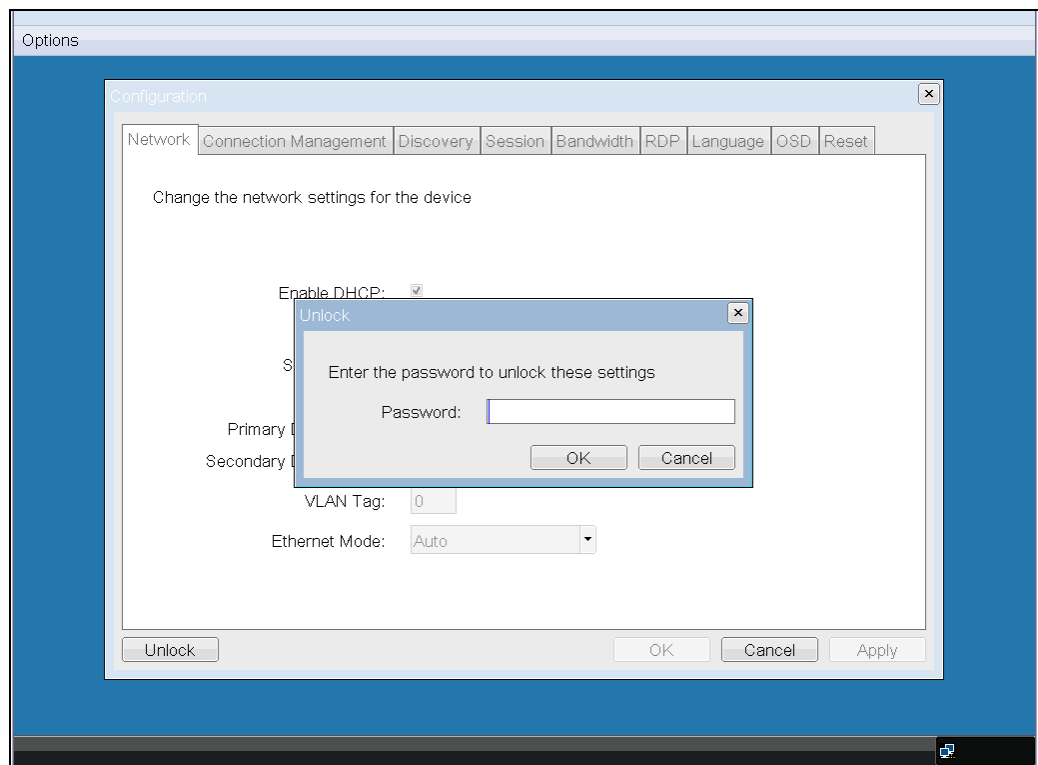 Options
Configuration
Network Connection Management Discovery Session Bandwidth RDP Language OSD Reset
Change the network settings for the device
Enable DHCP:
Unlock
Enter the password to unlock these settings
Password:
OK Cancel
Primary
Secondary
VLAN Tag: 0
Ethernet Mode: Auto
Unlock OK Cancel Apply